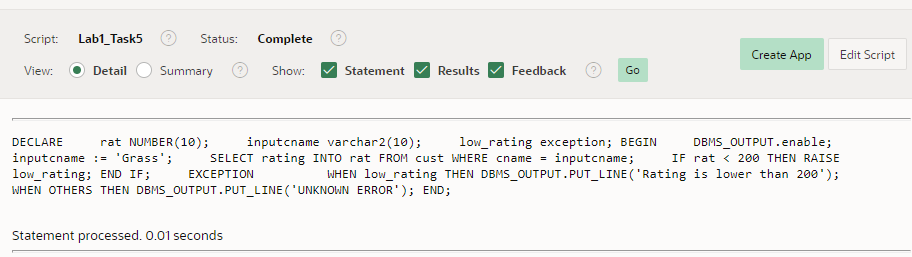 Script: Lab1_Task5 ? Status: Complete ?
Create App Edit Script
View: Detail Summary ? Show: Statement Results Feedback ? Go
DECLARE rat NUMBER(10); inputcname varchar2(10); low_rating exception; BEGIN DBMS_OUTPUT.enable;
inputcname := 'Grass'; SELECT rating INTO rat FROM cust WHERE cname = inputcname; IF rat < 200 THEN RAISE
low_rating; END IF; EXCEPTION WHEN low_rating THEN DBMS_OUTPUT.PUT_LINE('Rating is lower than 200');
WHEN OTHERS THEN DBMS_OUTPUT.PUT_LINE('UNKNOWN ERROR'); END;
Statement processed. 0.01 seconds